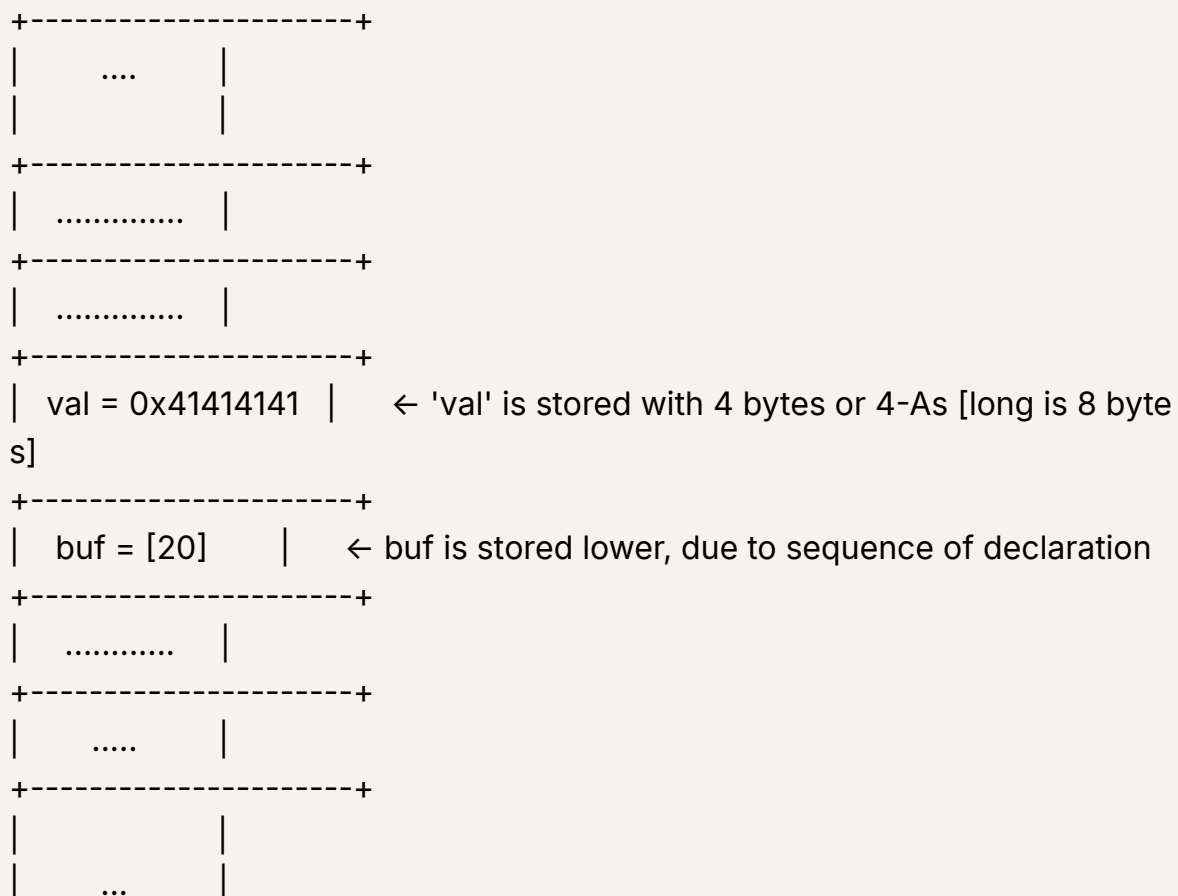 +----------------------+
|          ....          |
|                         |
+----------------------+
|     ..............     |
+----------------------+
|     ..............     |
+----------------------+
|    val = 0x41414141    |       ← 'val' is stored with 4 bytes or 4-As [long is 8 byte
s]
+----------------------+
|     buf = [20]         |       ← buf is stored lower, due to sequence of declaration
+----------------------+
|      ............      |
+----------------------+
|         .....          |
+----------------------+
|                         |
|          ...           |